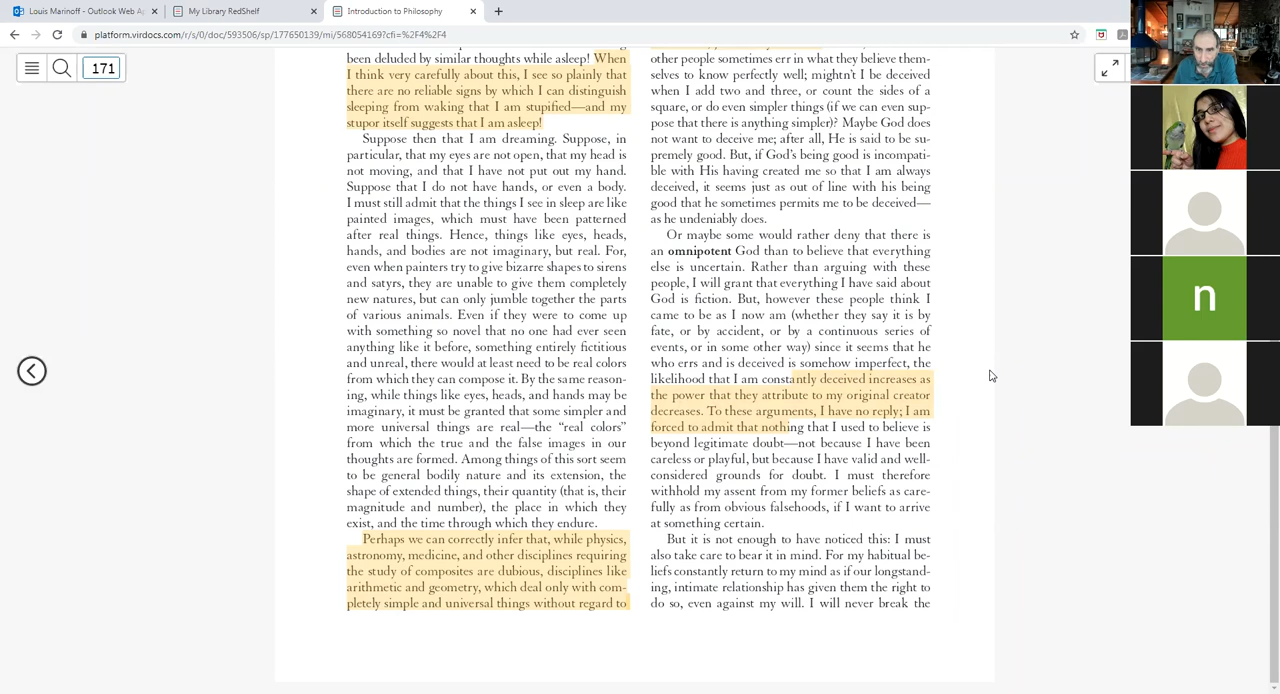 Louis Marinoff - Outlook Web A
My Library RedShelf
Introduction to Philosophy
platform.virdocs.com/r/s/0/doc/593506/sp/177650139/mi/568054169?cfi=%2F4%2F4
171
been deluded by similar thoughts while asleep! When
I think very carefully about this, I see so plainly that
there are no reliable signs by which I can distinguish
sleeping from waking that I am stupified—and my
stupor itself suggests that I am asleep!
Suppose then that I am dreaming. Suppose, in
particular, that my eyes are not open, that my head is
not moving, and that I have not put out my hand.
Suppose that I do not have hands, or even a body.
I must still admit that the things I see in sleep are like
painted images, which must have been patterned
after real things. Hence, things like eyes, heads,
hands, and bodies are not imaginary, but real. For,
even when painters try to give bizarre shapes to sirens
and satyrs, they are unable to give them completely
new natures, but can only jumble together the parts
of various animals. Even if they were to come up
with something so novel that no one had ever seen
anything like it before, something entirely fictitious
and unreal, there would at least need to be real colors
from which they can compose it. By the same reason-
ing, while things like eyes, heads, and hands may be
imaginary, it must be granted that some simpler and
more universal things are real—the “real colors”
from which the true and the false images in our
thoughts are formed. Among things of this sort seem
to be general bodily nature and its extension, the
shape of extended things, their quantity (that is, their
magnitude and number), the place in which they
exist, and the time through which they endure.
Perhaps we can correctly infer that, while physics,
astronomy, medicine, and other disciplines requiring
the study of composites are dubious, disciplines like
arithmetic and geometry, which deal only with com-
pletely simple and universal things without regard to
other people sometimes err in what they believe them-
selves to know perfectly well; mightn't I be deceived
when I add two and three, or count the sides of a
square, or do even simpler things (if we can even sup-
pose that there is anything simpler)? Maybe God does
not want to deceive me; after all, He is said to be su-
premely good. But, if God's being good is incompati-
ble with His having created me so that I am always
deceived, it seems just as out of line with his being
good that he sometimes permits me to be deceived—
as he undeniably does.
Or maybe some would rather deny that there is
an omnipotent God than to believe that everything
else is uncertain. Rather than arguing with these
people, I will grant that everything I have said about
God is fiction. But, however these people think I
came to be as I now am (whether they say it is by
fate, or by accident, or by a continuous series of
events, or in some other way) since it seems that he
who errs and is deceived is somehow imperfect, the
likelihood that I am constantly deceived increases as
the power that they attribute to my original creator
decreases. To these arguments, I have no reply; I am
forced to admit that nothing that I used to believe is
beyond legitimate doubt—not because I have been
careless or playful, but because I have valid and well-
considered grounds for doubt. I must therefore
withhold my assent from my former beliefs as care-
fully as from obvious falsehoods, if I want to arrive
at something certain.
But it is not enough to have noticed this: I must
also take care to bear it in mind. For my habitual be-
liefs constantly return to my mind as if our longstand-
ing, intimate relationship has given them the right to
do so, even against my will. I will never break the
n